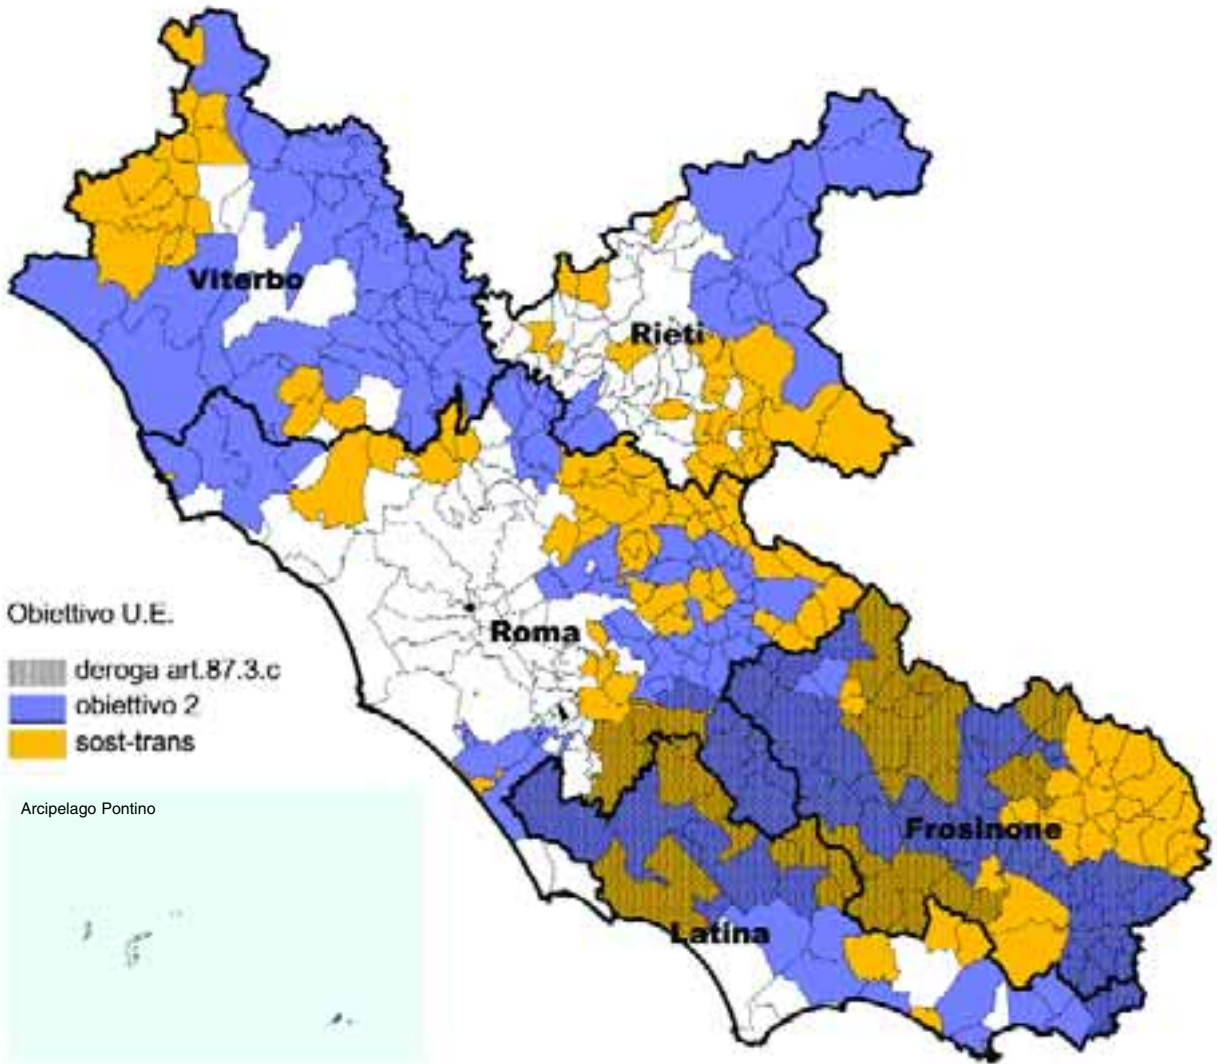 Viterbo
Rieti
Obiettivo U.E.
Roma
deroga art.87.3.c
obiettivo 2
sost-trans
Arcipelago Pontino
Frosinone
Latina